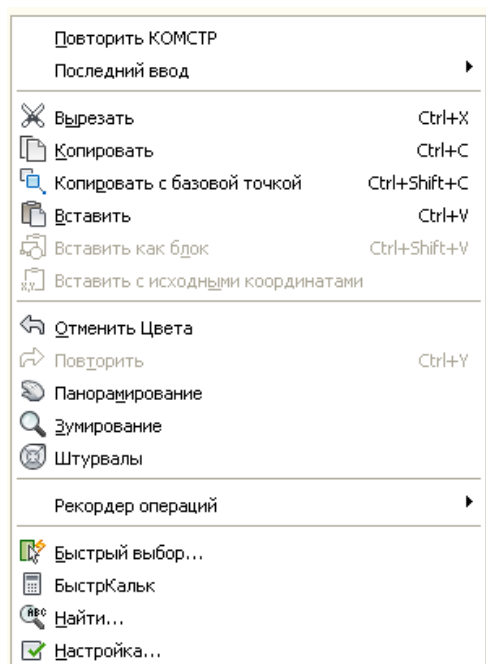 Повторить КОМСТР
Последний ввод
Вырезать Ctrl+X
Копировать Ctrl+C
Копировать с базовой точкой Ctrl+Shift+C
Вставить Ctrl+V
Вставить как блок Ctrl+Shift+V
Вставить с исходными координатами
Отменить Цвета
Повторить Ctrl+Y
Панорамирование
Зумирование
Штурвалы
Рекордер операций
Быстрый выбор...
БыстрКальк
Найти...
Настройка...